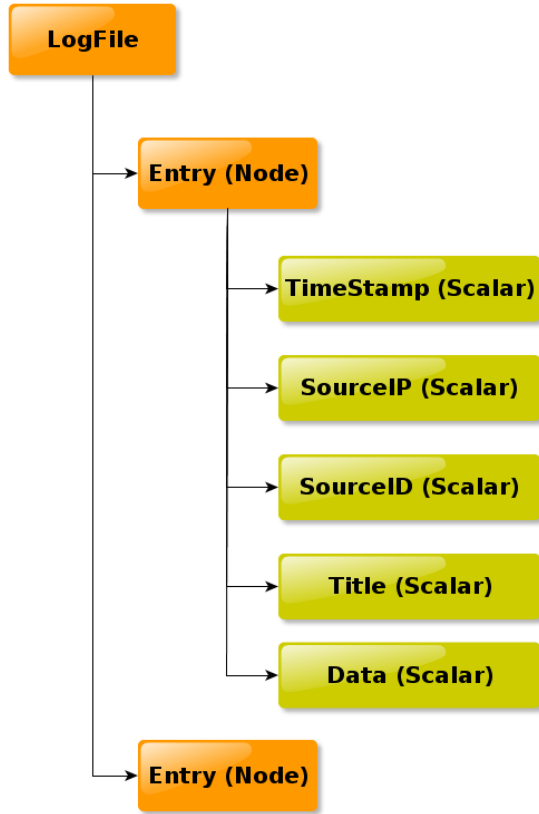 LogFile
Entry (Node)
TimeStamp (Scalar)
SourceIP (Scalar)
SourceID (Scalar)
Title (Scalar)
Data (Scalar)
Entry (Node)